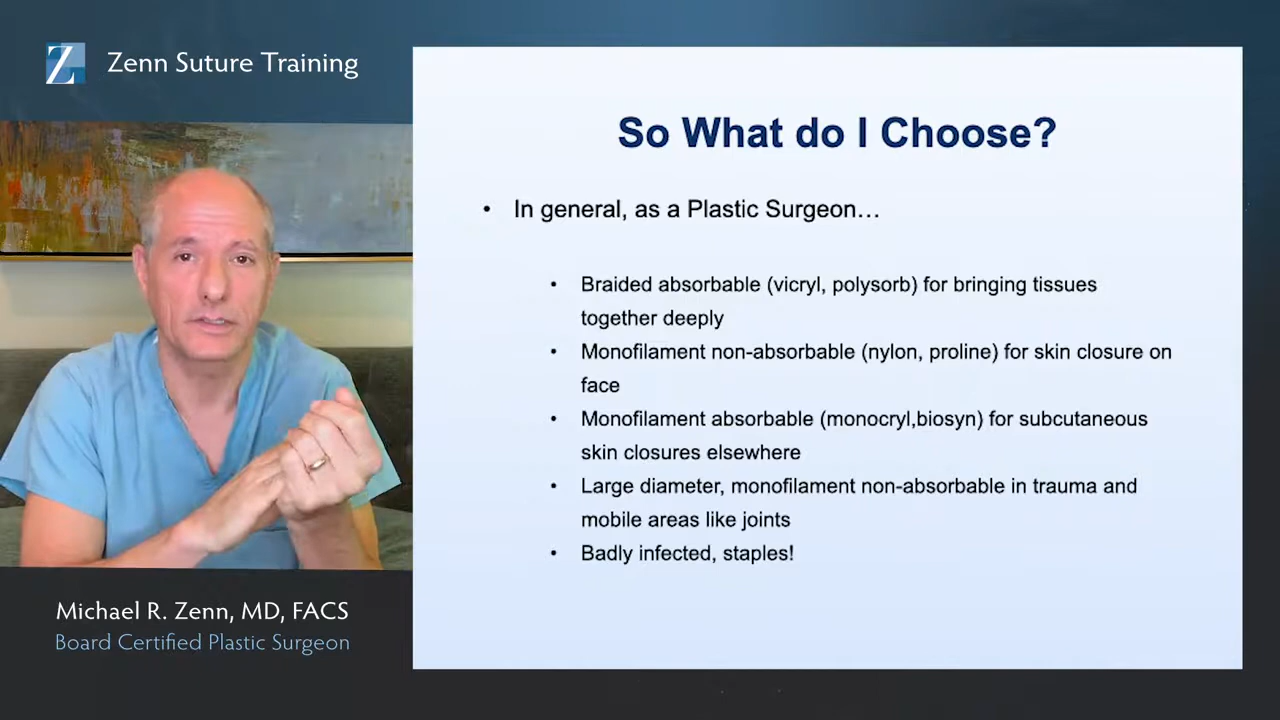 Zenn Suture Training
So What do I Choose?
• In general, as a Plastic Surgeon…
• Braided absorbable (vicryl, polysorb) for bringing tissues
together deeply
• Monofilament non-absorbable (nylon, proline) for skin closure on
face
• Monofilament absorbable (monocryl,biosyn) for subcutaneous
skin closures elsewhere
• Large diameter, monofilament non-absorbable in trauma and
mobile areas like joints
• Badly infected, staples!
Michael R. Zenn, MD, FACS
Board Certified Plastic Surgeon